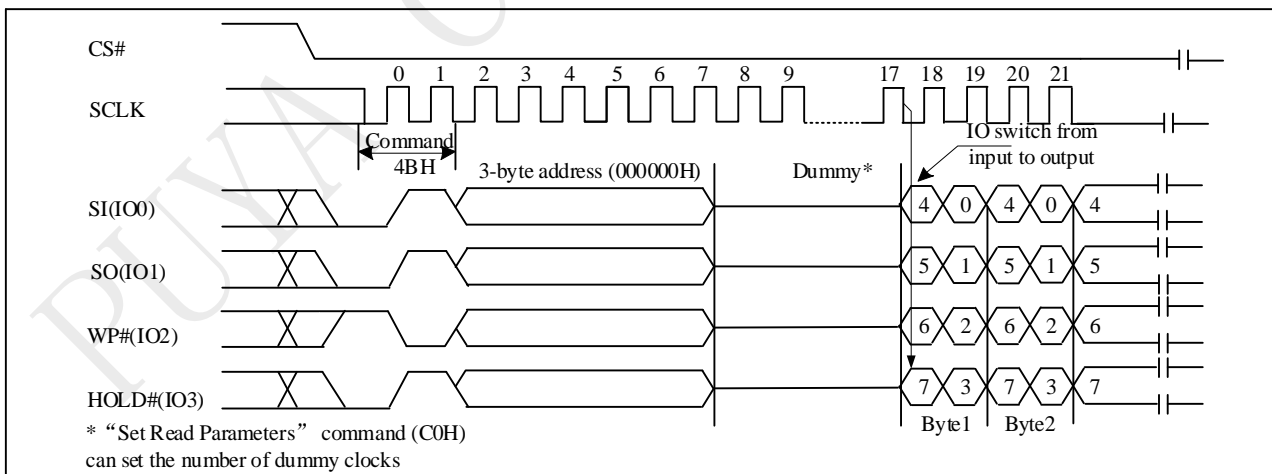 CS#
0 1 2 3 4 5 6 7 8 9 17 18 19 20 21
SCLK
Command
4BH
IO switch from
input to output
3-byte address (000000H)
Dummy*
SI(IO0)
4 0 4 0 4
SO(IO1)
5 1 5 1 5
WP#(IO2)
6 2 6 2 6
HOLD#(IO3)
7 3 7 3 7
Byte1 Byte2
* “Set Read Parameters” command (C0H)
can set the number of dummy clocks
PUYA